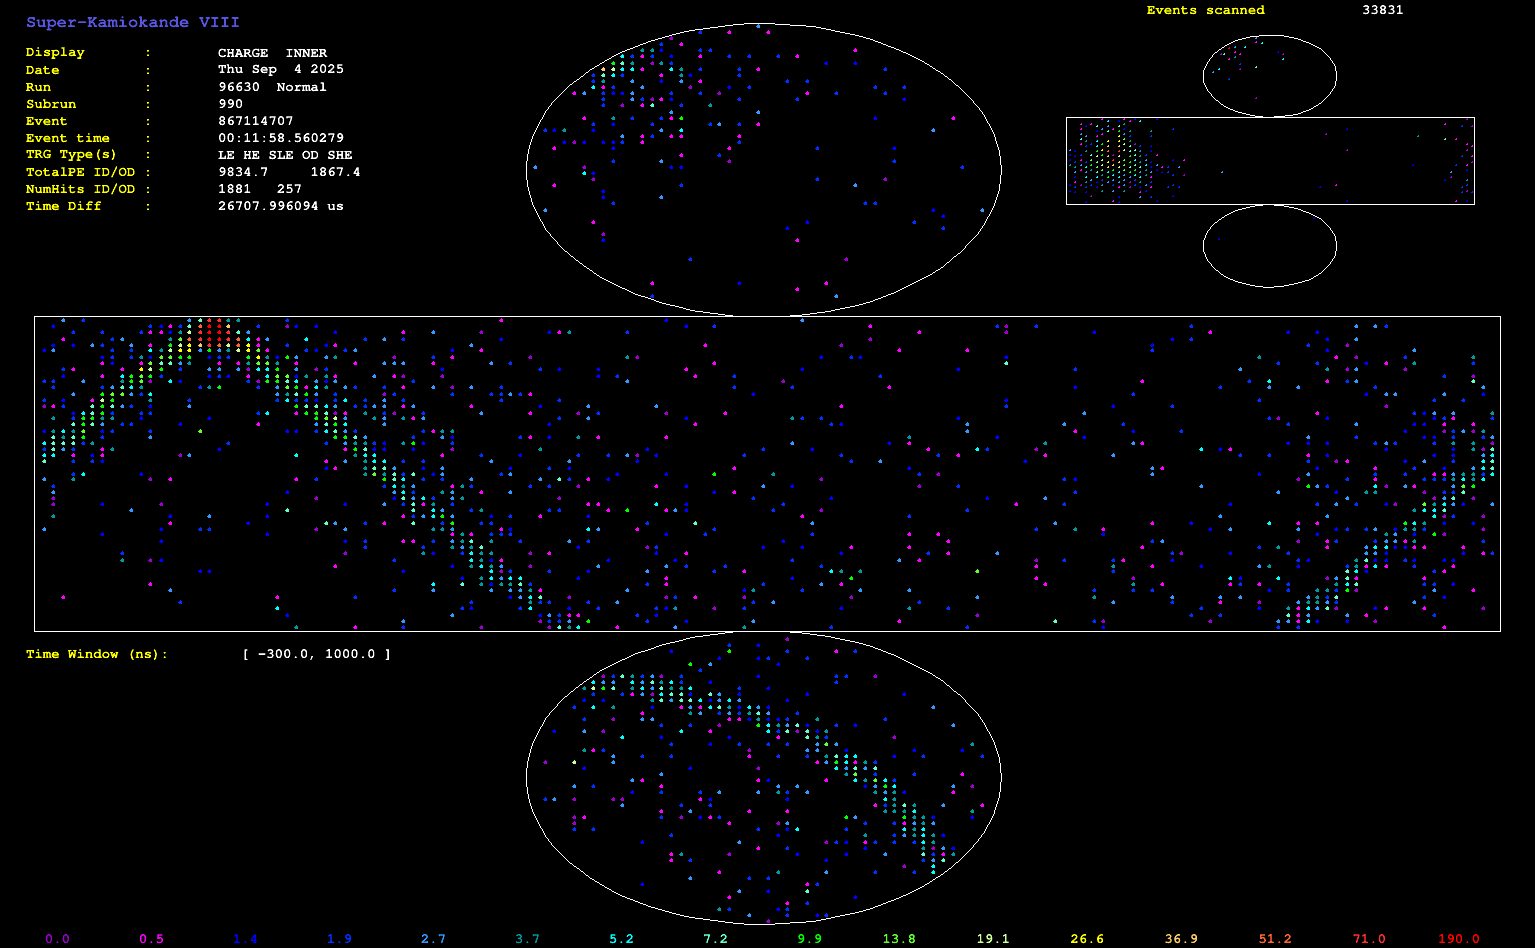 Super-Kamiokande VIII
Display : CHARGE INNER
Date : Thu Sep 4 2025
Run : 96630 Normal
Subrun : 990
Event : 867114707
Event time : 00:11:58.560279
TRG Type(s) : LE HE SLE OD SHE
TotalPE ID/OD : 9834.7 1867.4
NumHits ID/OD : 1881 257
Time Diff : 26707.996094 us
Events scanned 33831
Time Window (ns): [ -300.0, 1000.0 ]
0.0 0.5 1.4 1.9 2.7 3.7 5.2 7.2 9.9 13.8 19.1 26.6 36.9 51.2 71.0 190.0